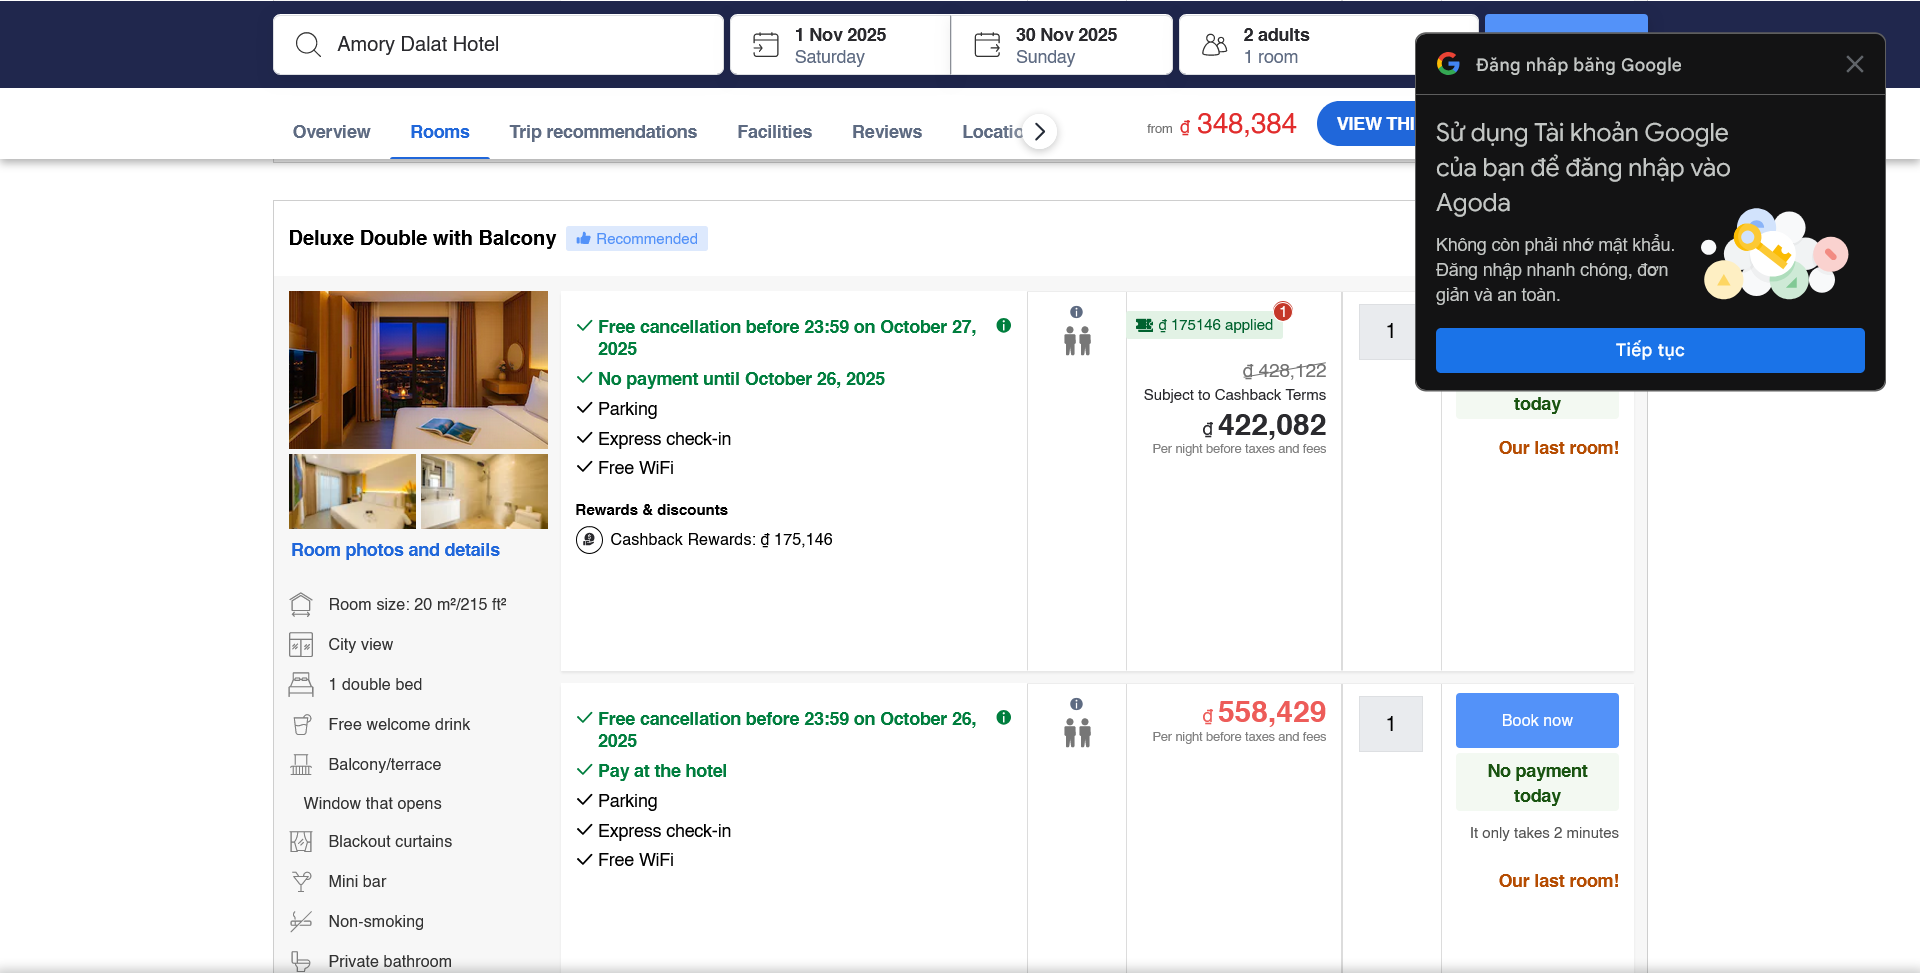 Amory Dalat Hotel
1 Nov 2025
Saturday
30 Nov 2025
Sunday
2 adults
1 room
Overview
Rooms
Trip recommendations
Facilities
Reviews
Locatio
from ₫ 348,384
VIEW THI
Đăng nhập bằng Google
Sử dụng Tài khoản Google
của bạn để đăng nhập vào
Agoda
Không còn phải nhớ mật khẩu.
Đăng nhập nhanh chóng, đơn
giản và an toàn.
Tiếp tục
Deluxe Double with Balcony
Recommended
Room photos and details
Room size: 20 m²/215 ft²
City view
1 double bed
Free welcome drink
Balcony/terrace
Window that opens
Blackout curtains
Mini bar
Non-smoking
Private bathroom
Free cancellation before 23:59 on October 27,
2025
No payment until October 26, 2025
Parking
Express check-in
Free WiFi
Rewards & discounts
Cashback Rewards: ₫ 175,146
₫ 175146 applied
1
₫ 428,122
Subject to Cashback Terms
₫ 422,082
Per night before taxes and fees
1
today
Our last room!
Free cancellation before 23:59 on October 26,
2025
Pay at the hotel
Parking
Express check-in
Free WiFi
₫ 558,429
Per night before taxes and fees
1
Book now
No payment
today
It only takes 2 minutes
Our last room!